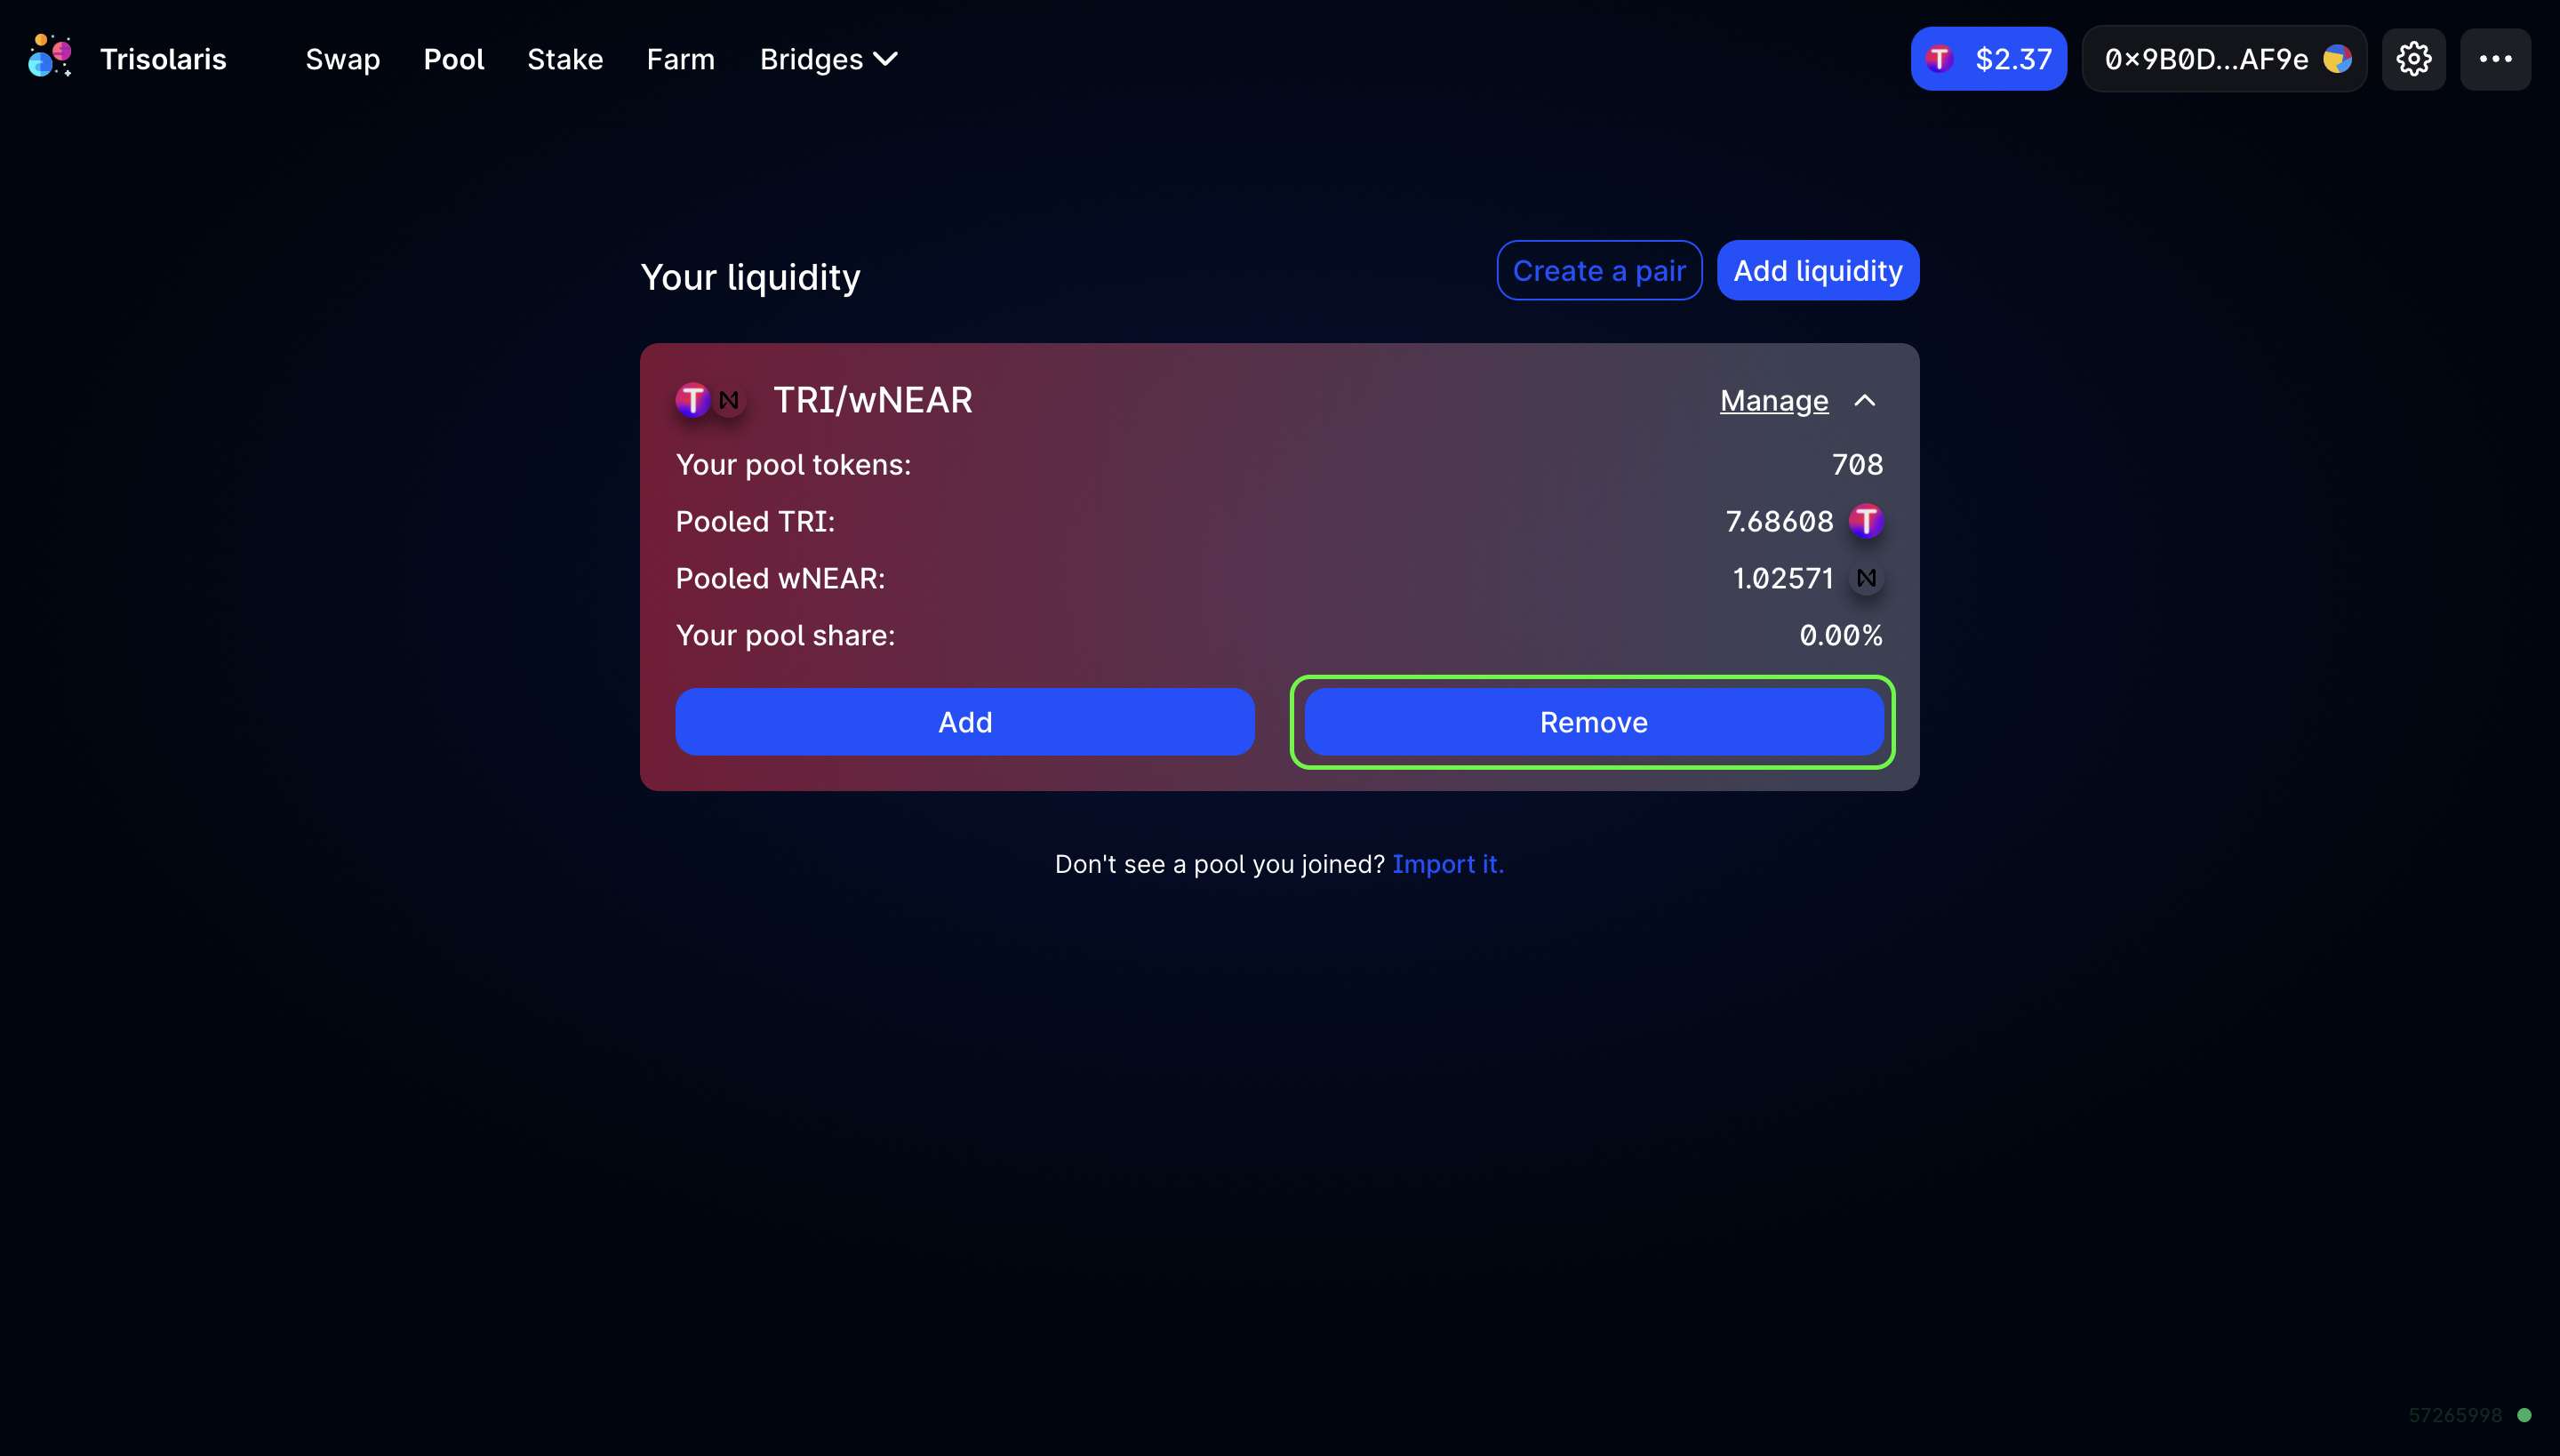 Trisolaris Swap Pool Stake Farm Bridges $2.37 0x9B0D...AF9e
Your liquidity Create a pair Add liquidity
TRI/wNEAR Manage
Your pool tokens: 708
Pooled TRI: 7.68608
Pooled wNEAR: 1.02571
Your pool share: 0.00%
Add Remove
Don't see a pool you joined? Import it.
57265998